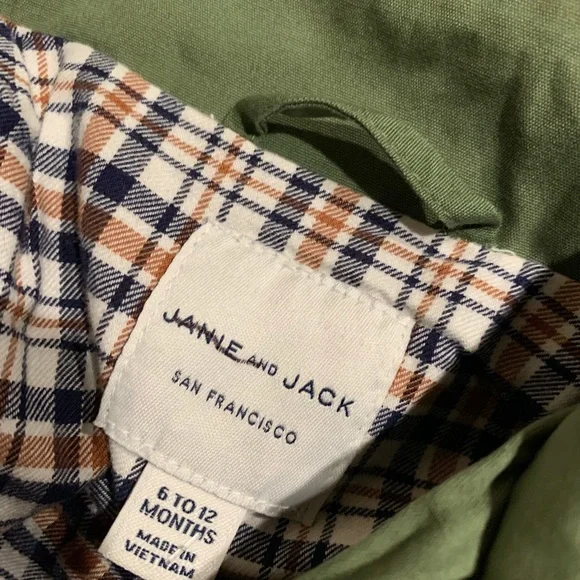 JANIE AND JACK
SAN FRANCISCO
6 TO 12
MONTHS
MADE IN
VIETNAM